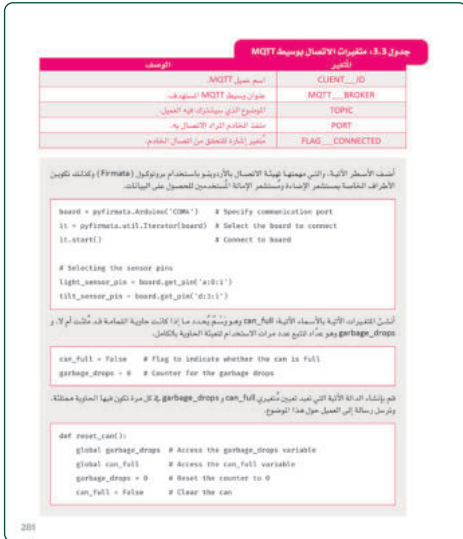 جدول 3.3: متغيرات الاتصال بوسيط MQTT
المتغير الوصف
CLIENT__ID اسم عميل MQTT.
MQTT__BROKER عنوان وسيط MQTT المستهدف.
TOPIC الموضوع الذي سيشترك فيه العميل.
PORT منفذ الخادم المراد الاتصال به.
FLAG__CONNECTED متغير إشارة للتحقق من اتصال الخادم.
أضف الأسطر الآتية، والتي مهمتها تهيئة الاتصال بالأردوينو باستخدام بروتوكول (Firmata) وكذلك تكوين
الأطراف الخاصة بمستشعر الإضاءة ومستشعر الإمالة المُستخدمين للحصول على البيانات.
board = pyfirmata.Arduino('COM4') # Specify communication port
it = pyfirmata.util.Iterator(board) # Select the board to connect
it.start() # Connect to board
# Selecting the sensor pins
light_sensor_pin = board.get_pin('a:0:i')
tilt_sensor_pin = board.get_pin('d:3:i')
أنشئ المتغيرات الآتية بالأسماء الآتية: can_full وهو وَسْمٌ يُحدد ما إذا كانت حاوية القمامة قد مُلئت أم لا، و
garbage_drops وهو عدَّاد لتتبع عدد مرات الاستخدام لتعبئة الحاوية بالكامل.
can_full = False # Flag to indicate whether the can is full
garbage_drops = 0 # Counter for the garbage drops
قم بإنشاء الدالة الآتية التي تعيد تعيين مُتغيري can_full و garbage_drops في كل مرة تكون فيها الحاوية ممتلئة،
وترسل رسالة إلى العميل حول هذا الموضوع.
def reset_can():
global garbage_drops # Access the garbage_drops variable
global can_full # Access the can_full variable
garbage_drops = 0 # Reset the counter to 0
can_full = False # Clear the can
281